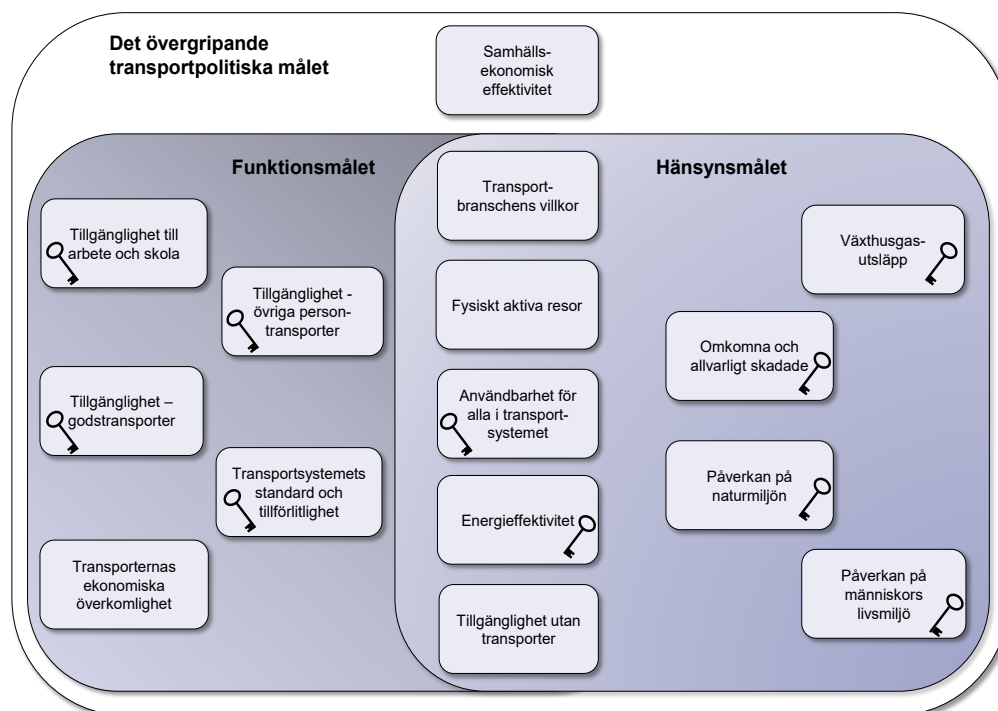 Det övergripande
transportpolitiska målet
Samhälls-
ekonomisk
effektivitet
Funktionsmålet
Hänsynsmålet
Tillgänglighet till
arbete och skola
Tillgänglighet -
övriga person-
transporter
Tillgänglighet –
godstransporter
Transportsystemets
standard och
tillförlitlighet
Transporternas
ekonomiska
överkomlighet
Transport-
branschens villkor
Fysiskt aktiva resor
Användbarhet för
alla i transport-
systemet
Energieffektivitet
Tillgänglighet utan
transporter
Växthusgas-
utsläpp
Omkomna och
allvarligt skadade
Påverkan på
naturmiljön
Påverkan på
människors
livsmiljö